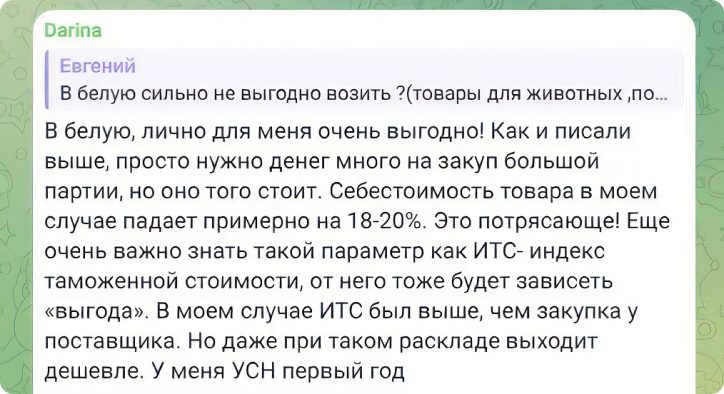 Darina
Евгений
В белую сильно не выгодно возить ?(товары для животных ,по...
В белую, лично для меня очень выгодно! Как и писали
выше, просто нужно денег много на закуп большой
партии, но оно того стоит. Себестоимость товара в моем
случае падает примерно на 18-20%. Это потрясающе! Еще
очень важно знать такой параметр как ИТС- индекс
таможенной стоимости, от него тоже будет зависеть
«выгода». В моем случае ИТС был выше, чем закупка у
поставщика. Но даже при таком раскладе выходит
дешевле. У меня УСН первый год